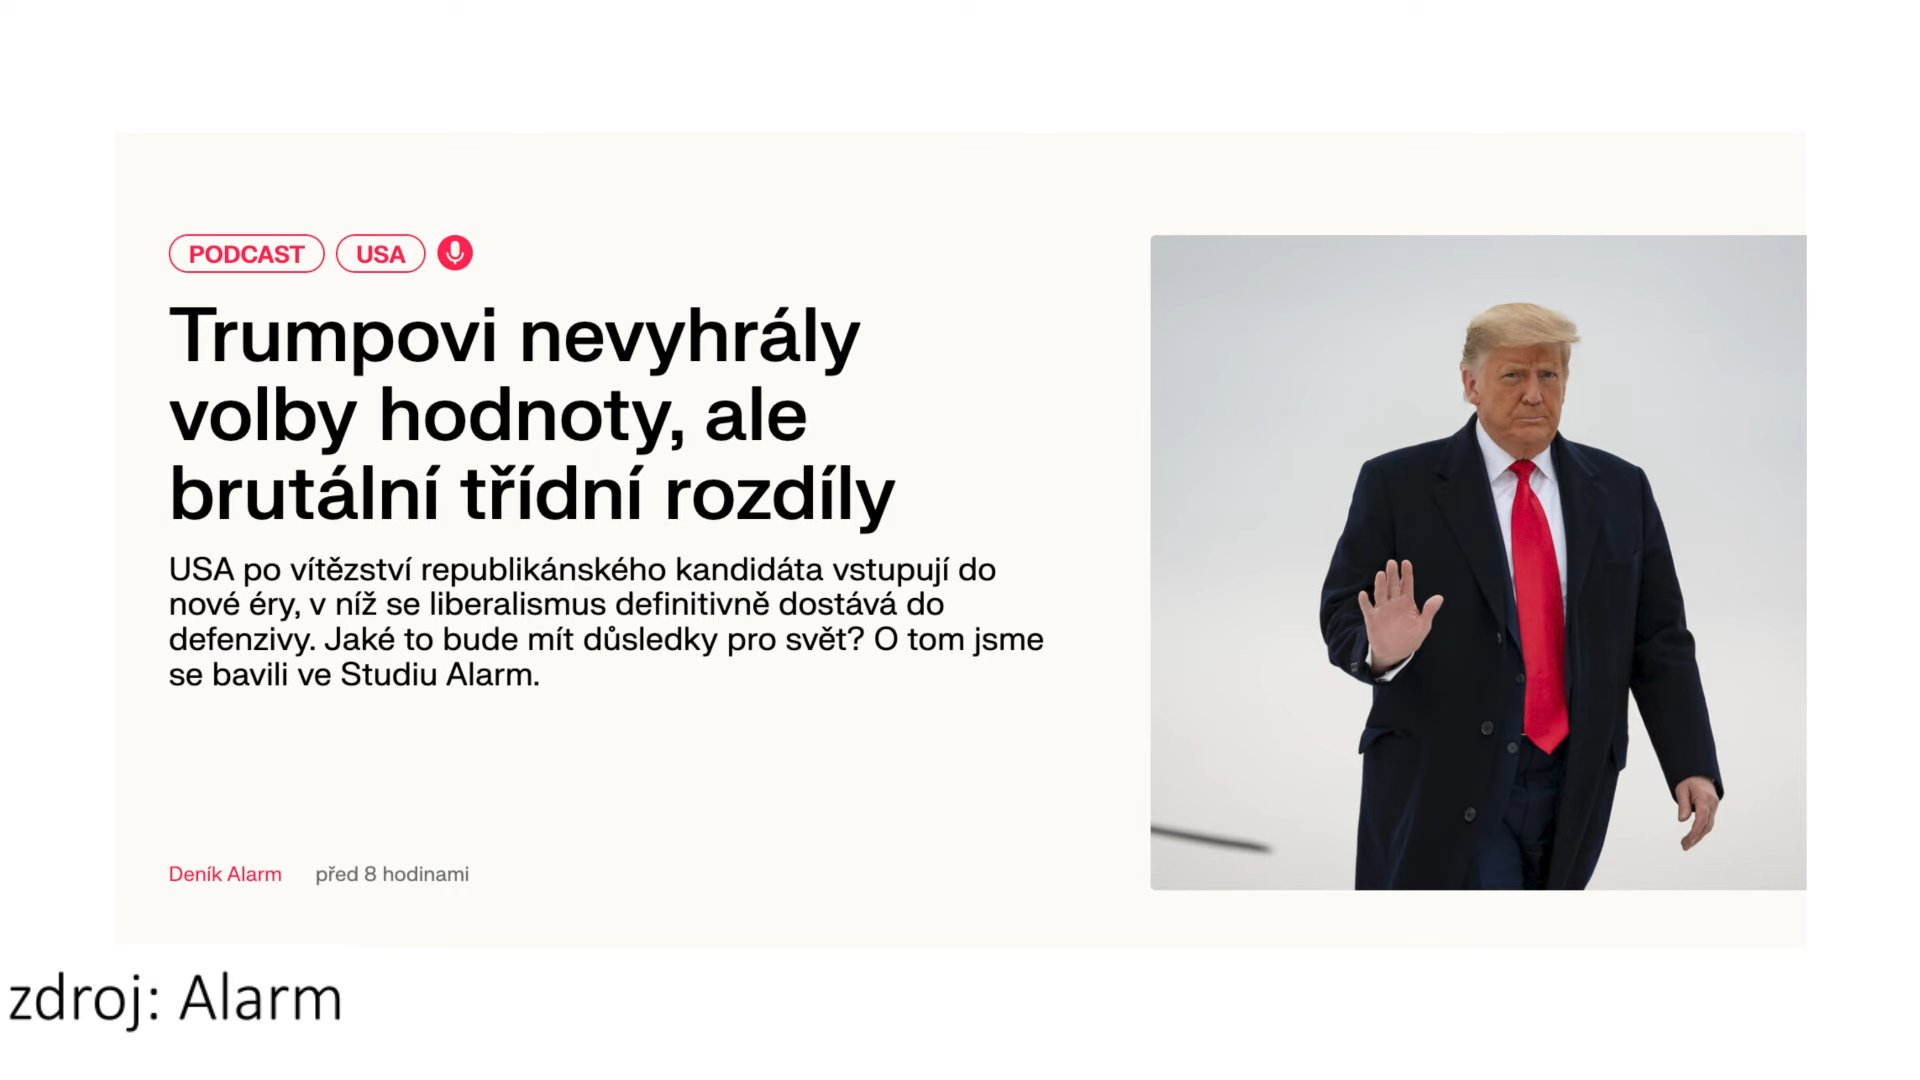 PODCAST USA
Trumpovi nevyhrály
volby hodnoty, ale
brutální třídní rozdíly
USA po vítězství republikánského kandidáta vstupují do
nové éry, v níž se liberalismus definitivně dostává do
defenzivy. Jaké to bude mít důsledky pro svět? O tom jsme
se bavili ve Studiu Alarm.
Deník Alarm před 8 hodinami
zdroj: Alarm